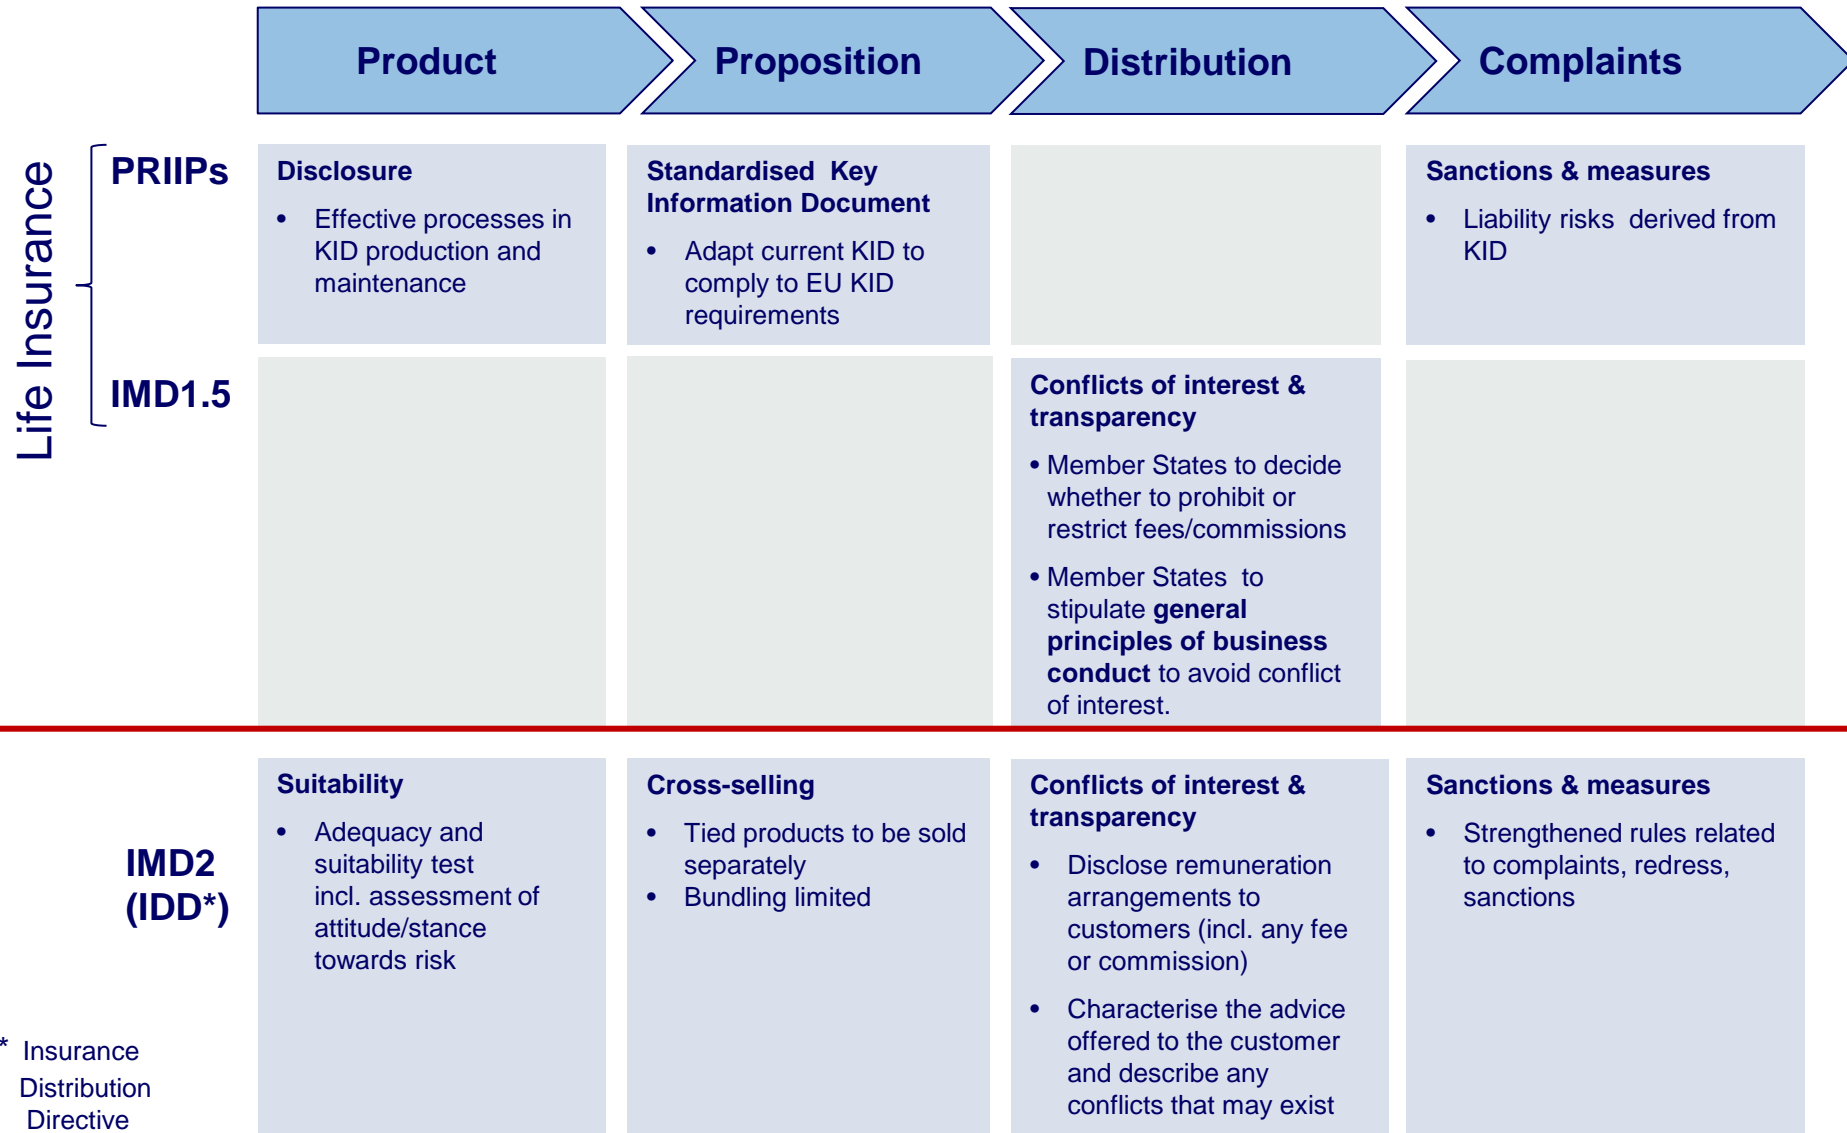 Product
Proposition
Distribution
Complaints
Life Insurance
PRIIPs
Disclosure
• Effective processes in
KID production and
maintenance
Standardised Key
Information Document
• Adapt current KID to
comply to EU KID
requirements
Sanctions & measures
• Liability risks derived from
KID
IMD1.5
Conflicts of interest &
transparency
• Member States to decide
whether to prohibit or
restrict fees/commissions
• Member States to
stipulate general
principles of business
conduct to avoid conflict
of interest.
IMD2
(IDD*)
Suitability
• Adequacy and
suitability test
incl. assessment of
attitude/stance
towards risk
Cross-selling
• Tied products to be sold
separately
• Bundling limited
Conflicts of interest &
transparency
• Disclose remuneration
arrangements to
customers (incl. any fee
or commission)
• Characterise the advice
offered to the customer
and describe any
conflicts that may exist
Sanctions & measures
• Strengthened rules related
to complaints, redress,
sanctions
* Insurance
Distribution
Directive